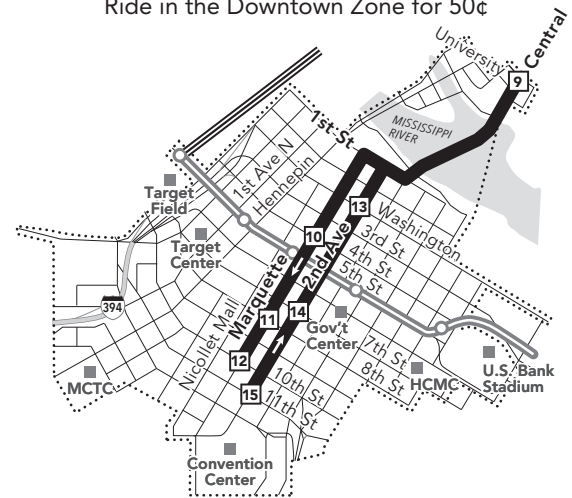 Ride in the Downtown Zone for 50¢
Central
University
9
MISSISSIPPI
RIVER
1st St
1st Ave N
Hennepin
Target
Field
13
Washington
3rd St
4th St
5th St
10
2nd Ave
Target
Center
Marquette
394
11
14
Nicollet Mall
Gov't
Center
7th St
8th St
12
MCTC
HCMC
U.S. Bank
Stadium
15
10th St
11th St
Convention
Center